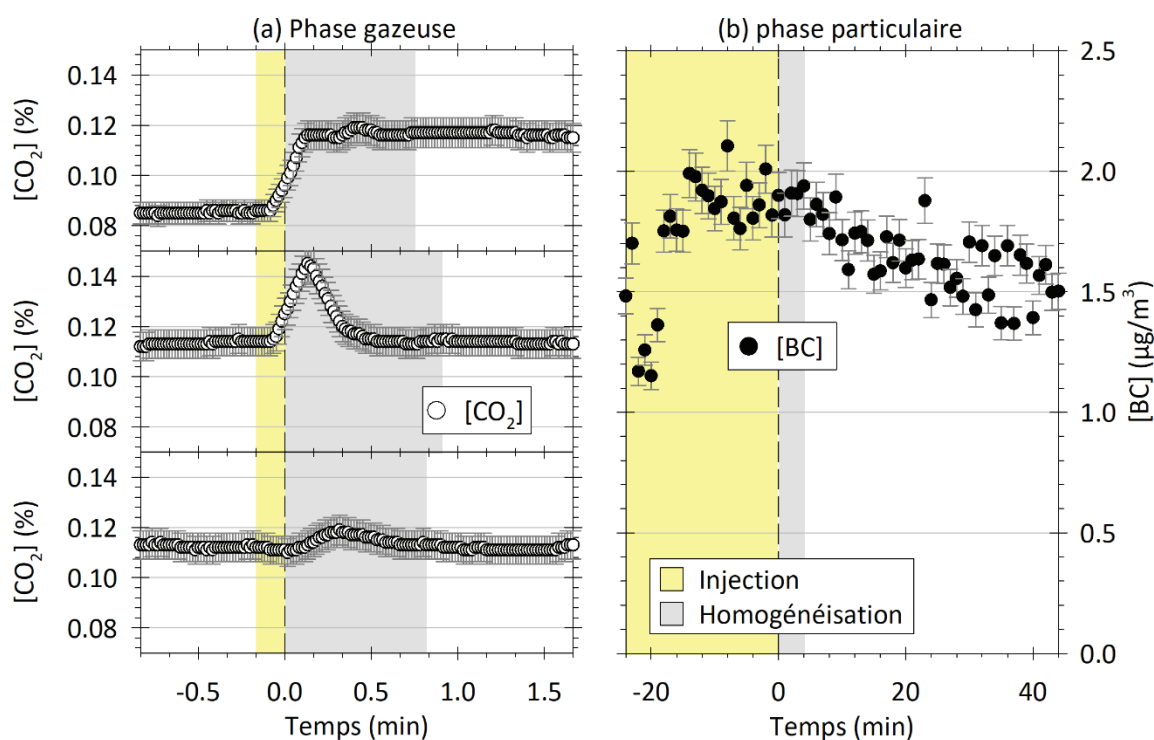 (a) Phase gazeuse
(b) phase particulaire
[CO₂] (%)
0.14
0.12
0.10
0.08
[CO₂] (%)
0.14
0.12
0.10
0.08
[CO₂]
[CO₂] (%)
0.14
0.12
0.10
0.08
-0.5
0.0
0.5
1.0
1.5
Temps (min)
2.5
2.0
1.5
1.0
0.5
0.0
[BC] (µg/m³)
[BC]
Injection
Homogénéisation
-20
0
20
40
Temps (min)